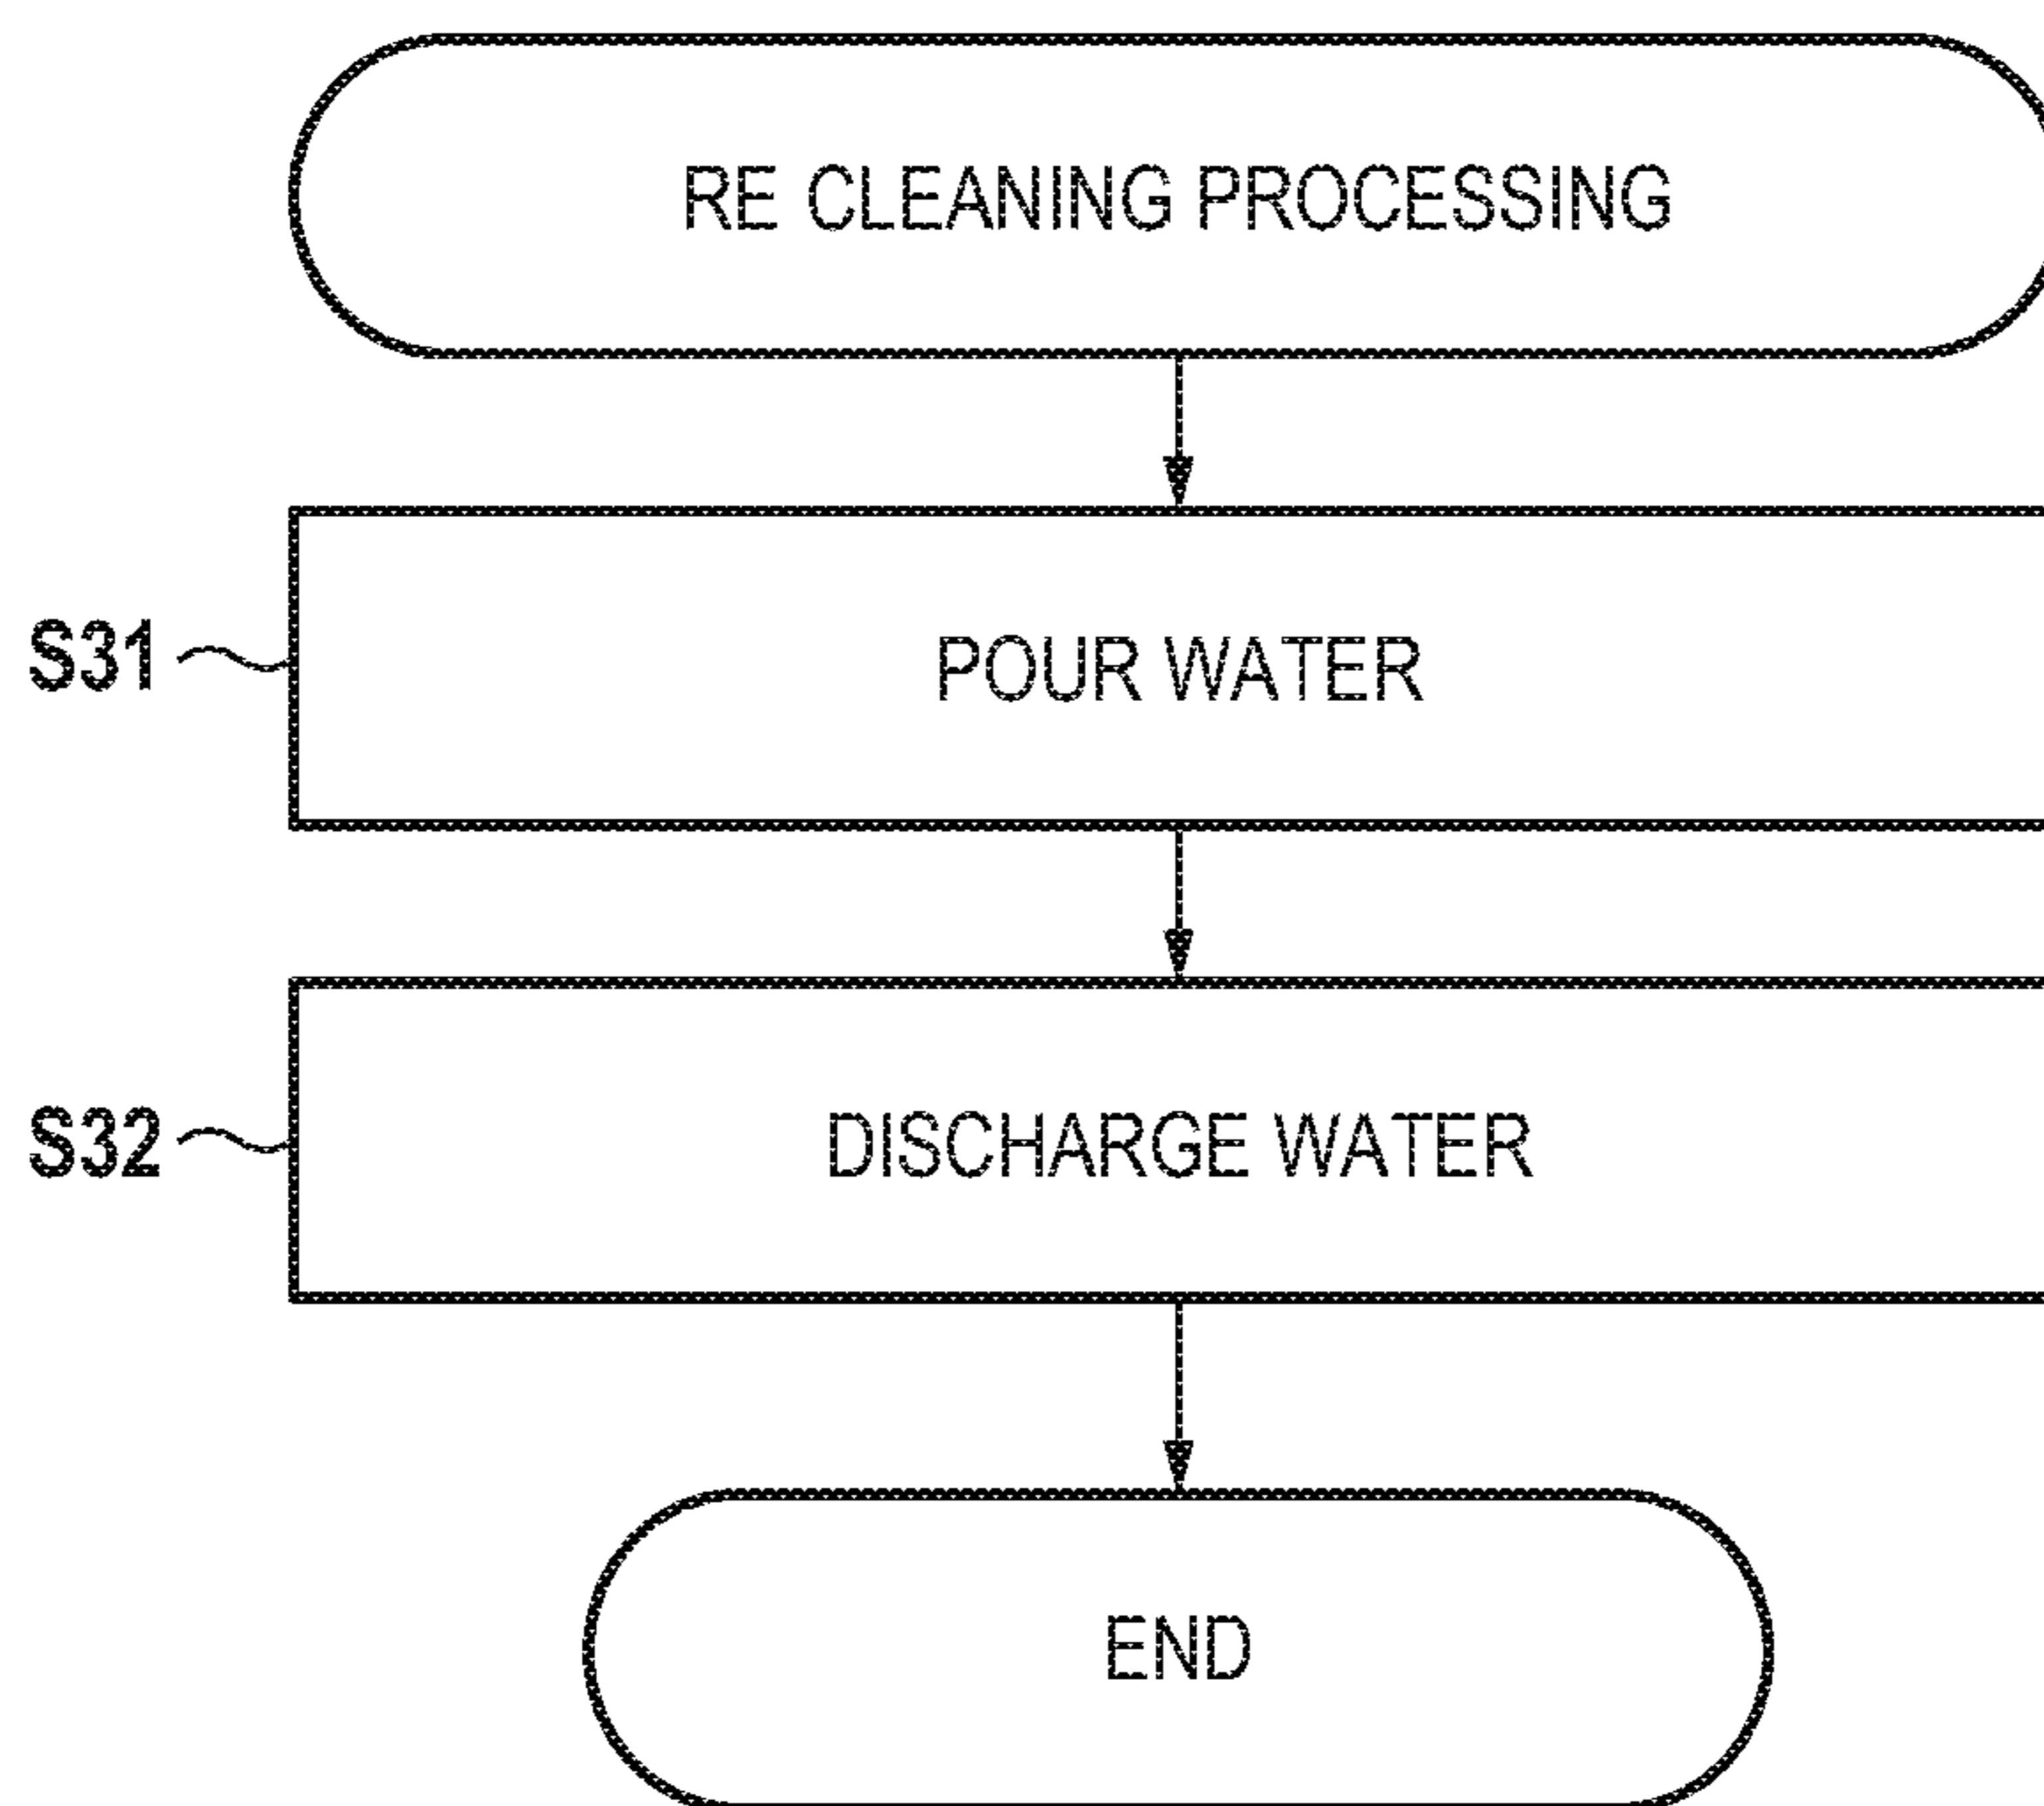 RE CLEANING PROCESSING
S31
POUR WATER
S32
DISCHARGE WATER
END